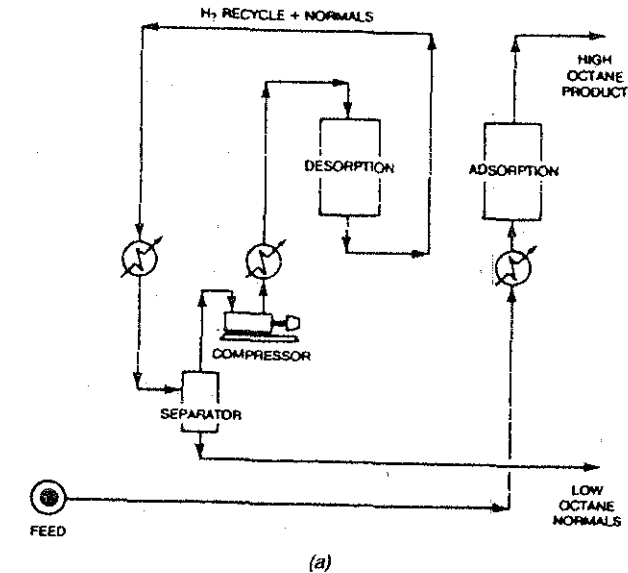 H₂ RECYCLE + NORMALS
HIGH
OCTANE
PRODUCT
DESORPTION
ADSORPTION
COMPRESSOR
SEPARATOR
LOW
OCTANE
NORMALS
FEED
(a)